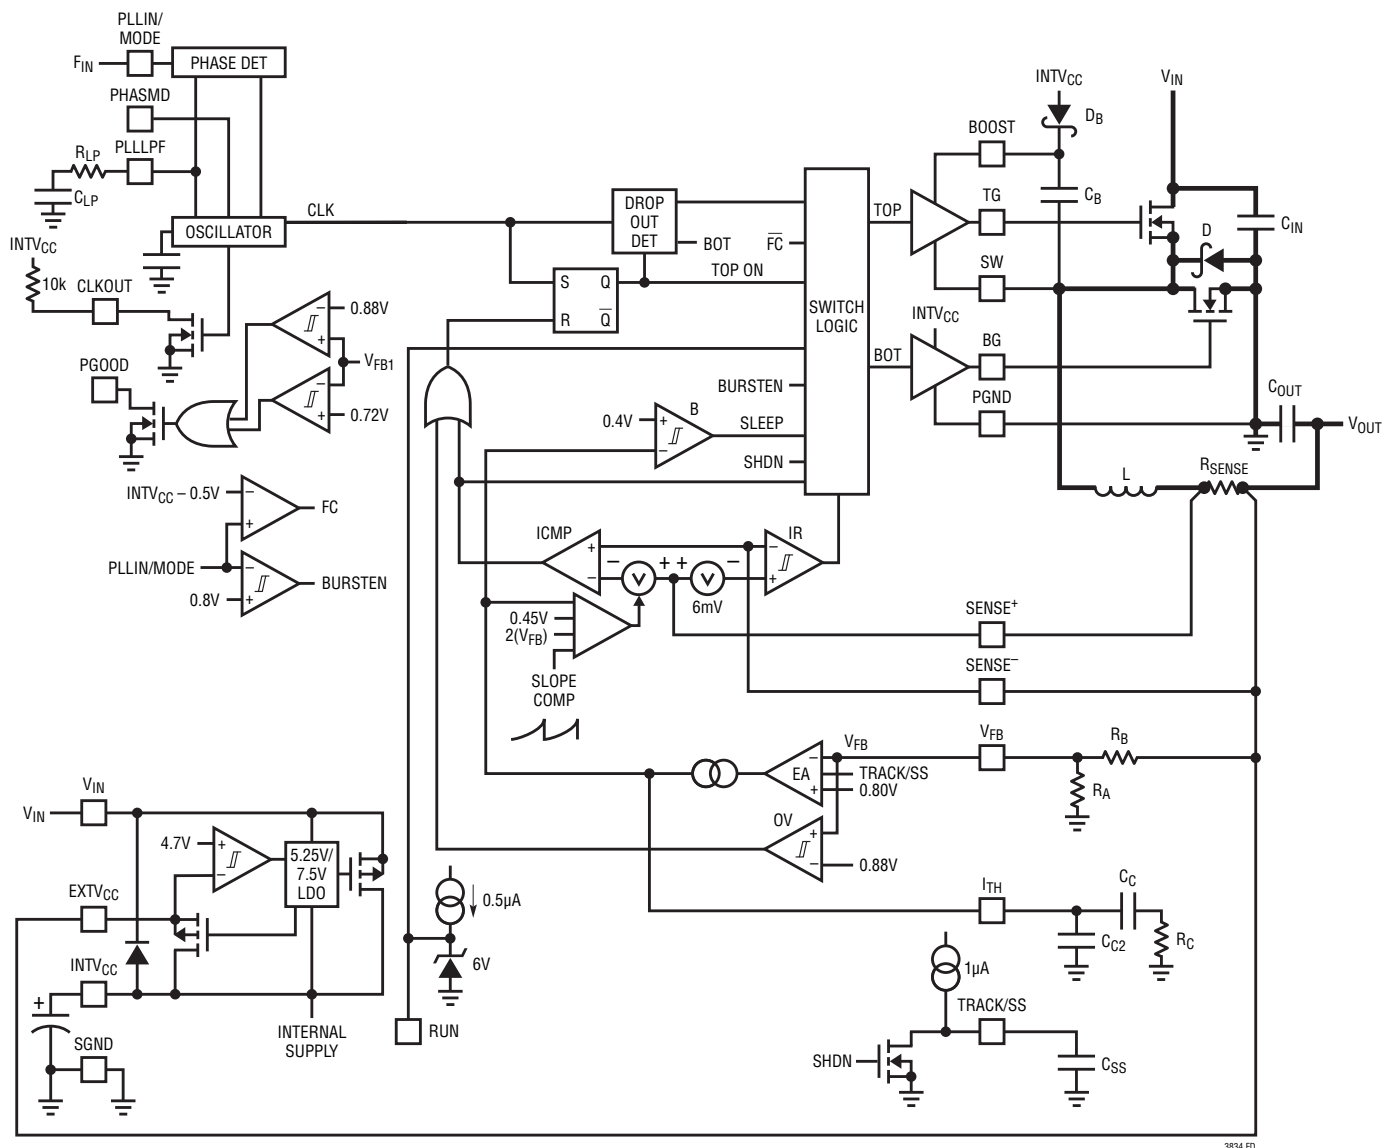 PLLIN/
MODE
F_IN
PHASE DET
PHASMD
R_LP
PLLLPF
C_LP
OSCILLATOR
CLK
INTV_CC
10k
CLKOUT
0.88V
V_FB1
0.72V
PGOOD
INTV_CC – 0.5V
–
+
FC
PLLIN/MODE
–
0.8V
+
BURSTEN
DROP
OUT
DET
BOT
TOP ON
S
Q
R
Q̅
F̅C̅
SWITCH
LOGIC
BURSTEN
B
0.4V
+
–
SLEEP
SHDN
TOP
BOT
INTV_CC
D_B
BOOST
TG
SW
INTV_CC
BG
PGND
C_B
V_IN
D
C_IN
C_OUT
V_OUT
L
R_SENSE
ICMP
+
–
–
+
+
–
6mV
IR
–
+
0.45V
2(V_FB)
SLOPE
COMP
SENSE+
SENSE–
V_FB
V_FB
R_B
R_A
–
EA
+
TRACK/SS
0.80V
OV
+
–
0.88V
I_TH
C_C
C_C2
R_C
1µA
TRACK/SS
SHDN
C_SS
V_IN
V_IN
4.7V
+
–
5.25V/
7.5V
LDO
EXTV_CC
INTV_CC
+
SGND
INTERNAL
SUPPLY
0.5µA
6V
RUN
3834 FD